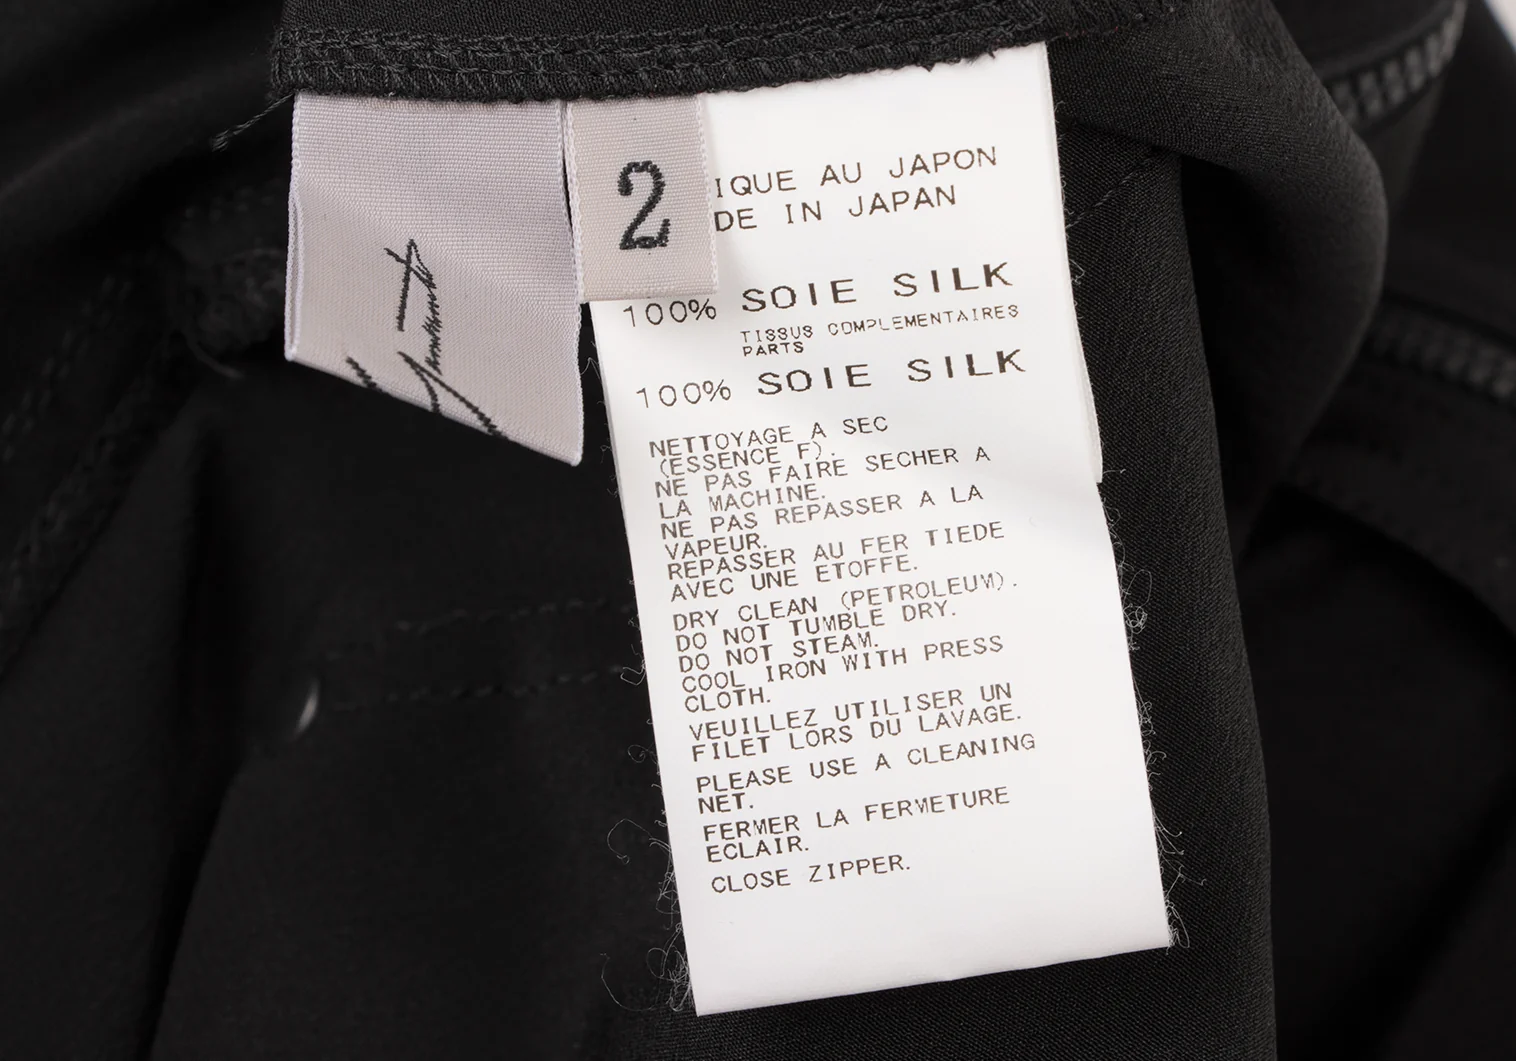 2
IQUE AU JAPON
DE IN JAPAN
100% SOIE SILK
TISSUS COMPLEMENTAIRES
PARTS
100% SOIE SILK
NETTOYAGE A SEC
(ESSENCE F).
NE PAS FAIRE SECHER A
LA MACHINE.
NE PAS REPASSER A LA
VAPEUR.
REPASSER AU FER TIEDE
AVEC UNE ETOFFE.
DRY CLEAN (PETROLEUM).
DO NOT TUMBLE DRY.
DO NOT STEAM.
COOL IRON WITH PRESS
CLOTH.
VEUILLEZ UTILISER UN
FILET LORS DU LAVAGE.
PLEASE USE A CLEANING
NET.
FERMER LA FERMETURE
ECLAIR.
CLOSE ZIPPER.